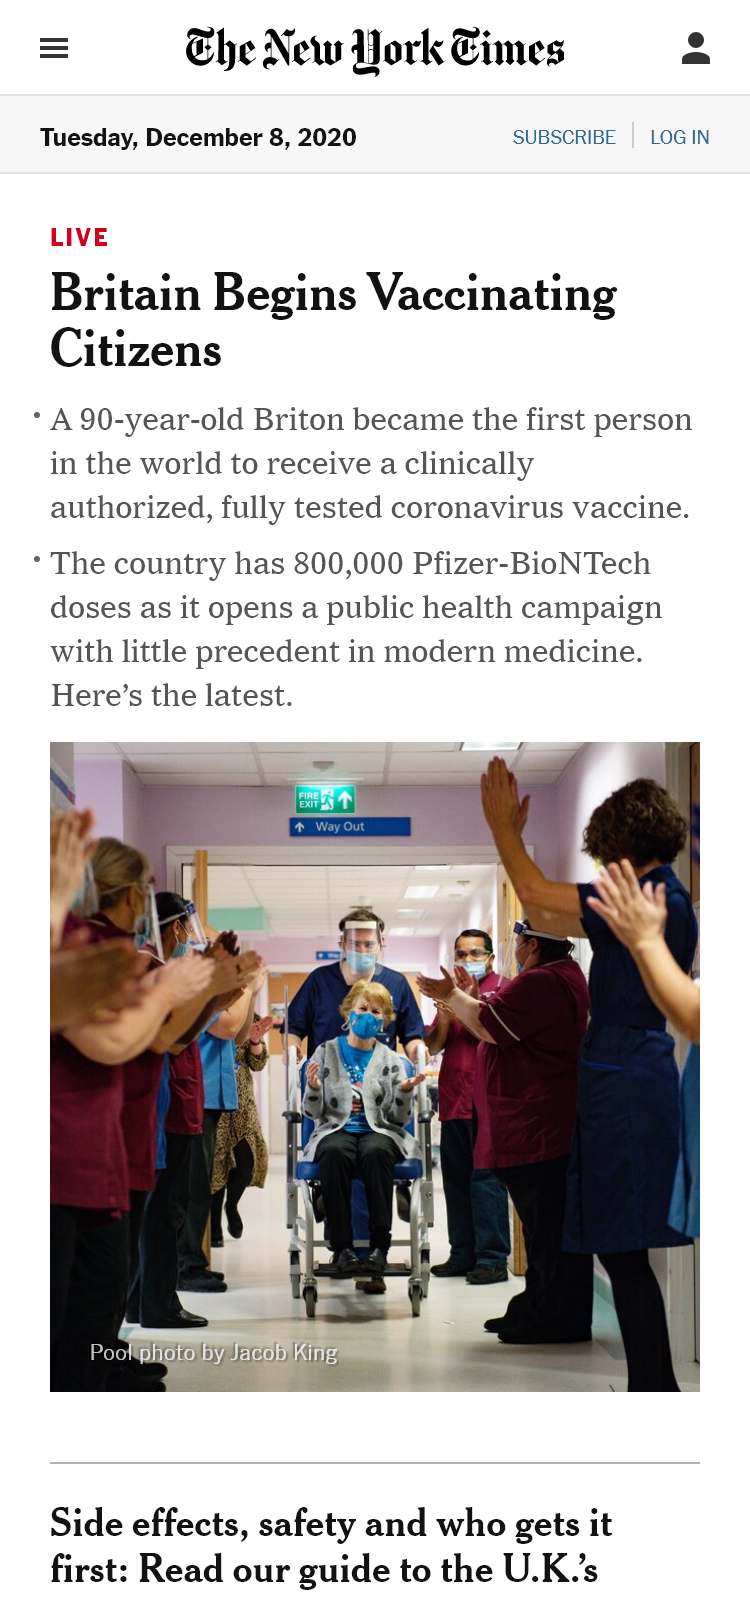 The New York Times
Tuesday, December 8, 2020
SUBSCRIBE
LOG IN
LIVE
Britain Begins Vaccinating
Citizens
• A 90-year-old Briton became the first person
in the world to receive a clinically
authorized, fully tested coronavirus vaccine.
• The country has 800,000 Pfizer-BioNTech
doses as it opens a public health campaign
with little precedent in modern medicine.
Here’s the latest.
FIRE
EXIT
Way Out
Pool photo by Jacob King
Side effects, safety and who gets it
first: Read our guide to the U.K.’s